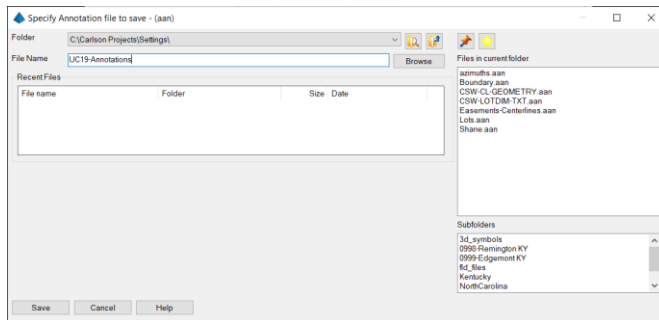 Specify Annotation file to save - (aan)
Folder
C:\Carlson Projects\Settings\
File Name
UC19-Annotations
Browse
Recent Files
File name Folder Size Date
Files in current folder
azimuths.aan
Boundary.aan
CSW-CL-GEOMETRY.aan
CSW-LOTDIM-TXT.aan
Easements-Centerlines.aan
Lots.aan
Shane.aan
Subfolders
3d_symbols
0998-Remington KY
0999-Edgemont KY
fld_files
Kentucky
NorthCarolina
Save Cancel Help